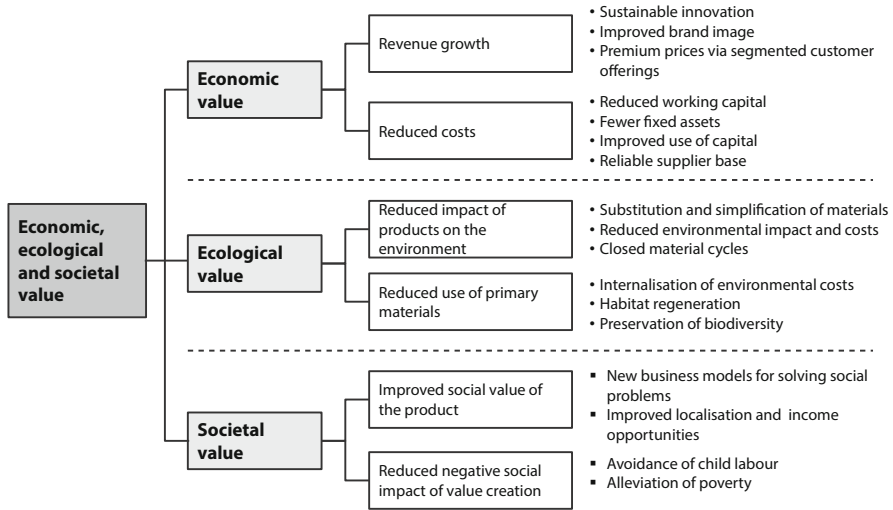 Economic,
ecological
and societal
value
Economic
value
Revenue growth
• Sustainable innovation
• Improved brand image
• Premium prices via segmented customer
offerings
Reduced costs
• Reduced working capital
• Fewer fixed assets
• Improved use of capital
• Reliable supplier base
Ecological
value
Reduced impact of
products on the
environment
• Substitution and simplification of materials
• Reduced environmental impact and costs
• Closed material cycles
Reduced use of primary
materials
• Internalisation of environmental costs
• Habitat regeneration
• Preservation of biodiversity
Societal
value
Improved social value of
the product
▪ New business models for solving social
problems
▪ Improved localisation and income
opportunities
Reduced negative social
impact of value creation
▪ Avoidance of child labour
▪ Alleviation of poverty